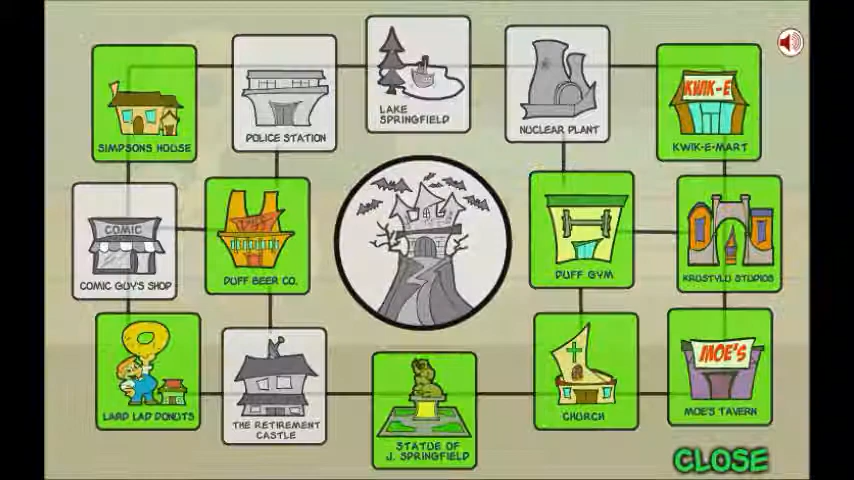 LAKE
SPRINGFIELD
KWIK-E
SIMPSONS HOUSE
POLICE STATION
NUCLEAR PLANT
KWIK-E-MART
COMIC
DUFF
COMIC GUY'S SHOP
DUFF BEER CO.
DUFF GYM
KRUSTYLU STUDIOS
MOE'S
LARD LAD DONUTS
THE RETIREMENT
CASTLE
STATUE OF
J. SPRINGFIELD
CHURCH
MOE'S TAVERN
CLOSE